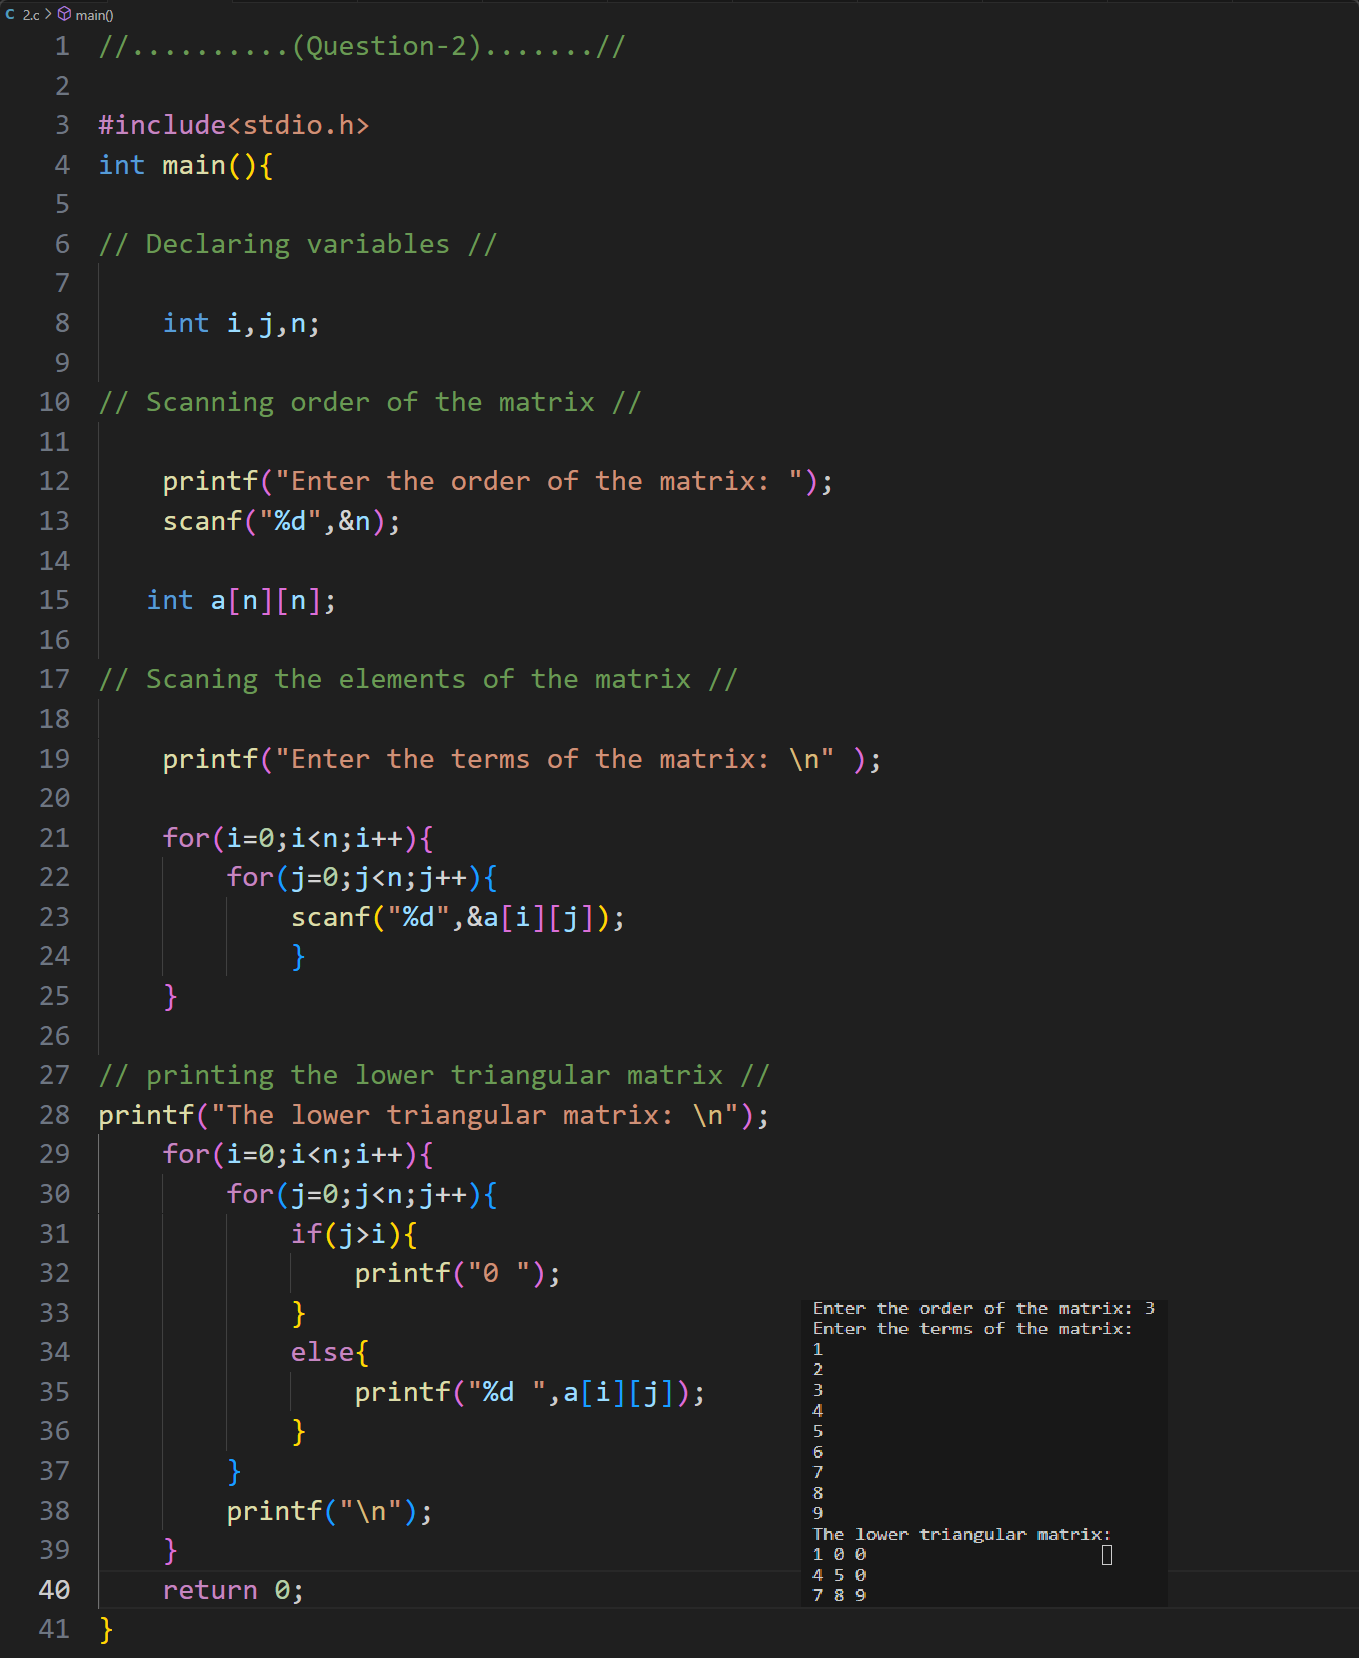 C 2.c > main()
1 //..........(Question-2).......//
2
3 #include<stdio.h>
4 int main(){
5
6 // Declaring variables //
7
8     int i,j,n;
9
10 // Scanning order of the matrix //
11
12     printf("Enter the order of the matrix: ");
13     scanf("%d",&n);
14
15    int a[n][n];
16
17 // Scaning the elements of the matrix //
18
19     printf("Enter the terms of the matrix: \n" );
20
21     for(i=0;i<n;i++){
22         for(j=0;j<n;j++){
23             scanf("%d",&a[i][j]);
24             }
25     }
26
27 // printing the lower triangular matrix //
28 printf("The lower triangular matrix: \n");
29     for(i=0;i<n;i++){
30         for(j=0;j<n;j++){
31             if(j>i){
32                 printf("0 ");
33             }
34             else{
35                 printf("%d ",a[i][j]);
36             }
37         }
38         printf("\n");
39     }
40     return 0;
41 }
Enter the order of the matrix: 3
Enter the terms of the matrix:
1
2
3
4
5
6
7
8
9
The lower triangular matrix:
1 0 0
4 5 0
7 8 9